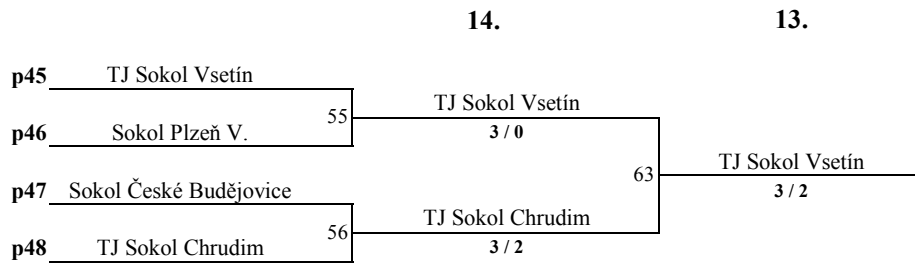 14. 13.
p45 TJ Sokol Vsetín
55 TJ Sokol Vsetín
p46 Sokol Plzeň V. 3 / 0
63 TJ Sokol Vsetín
p47 Sokol České Budějovice 3 / 2
56 TJ Sokol Chrudim
p48 TJ Sokol Chrudim 3 / 2